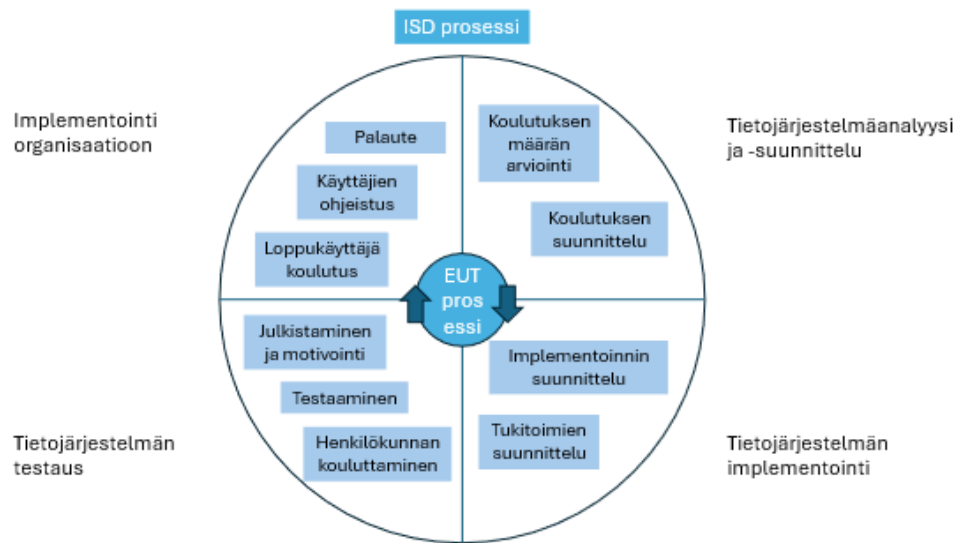 ISD prosessi
Implementointi
organisaatioon
Palaute
Käyttäjien
ohjeistus
Loppukäyttäjä
koulutus
Koulutuksen
määrän
arviointi
Koulutuksen
suunnittelu
Tietojärjestelmäanalyysi
ja -suunnittelu
EUT
pros
essi
Julkistaminen
ja motivointi
Testaaminen
Henkilökunnan
kouluttaminen
Tietojärjestelmän
testaus
Implementoinnin
suunnittelu
Tukitoimien
suunnittelu
Tietojärjestelmän
implementointi